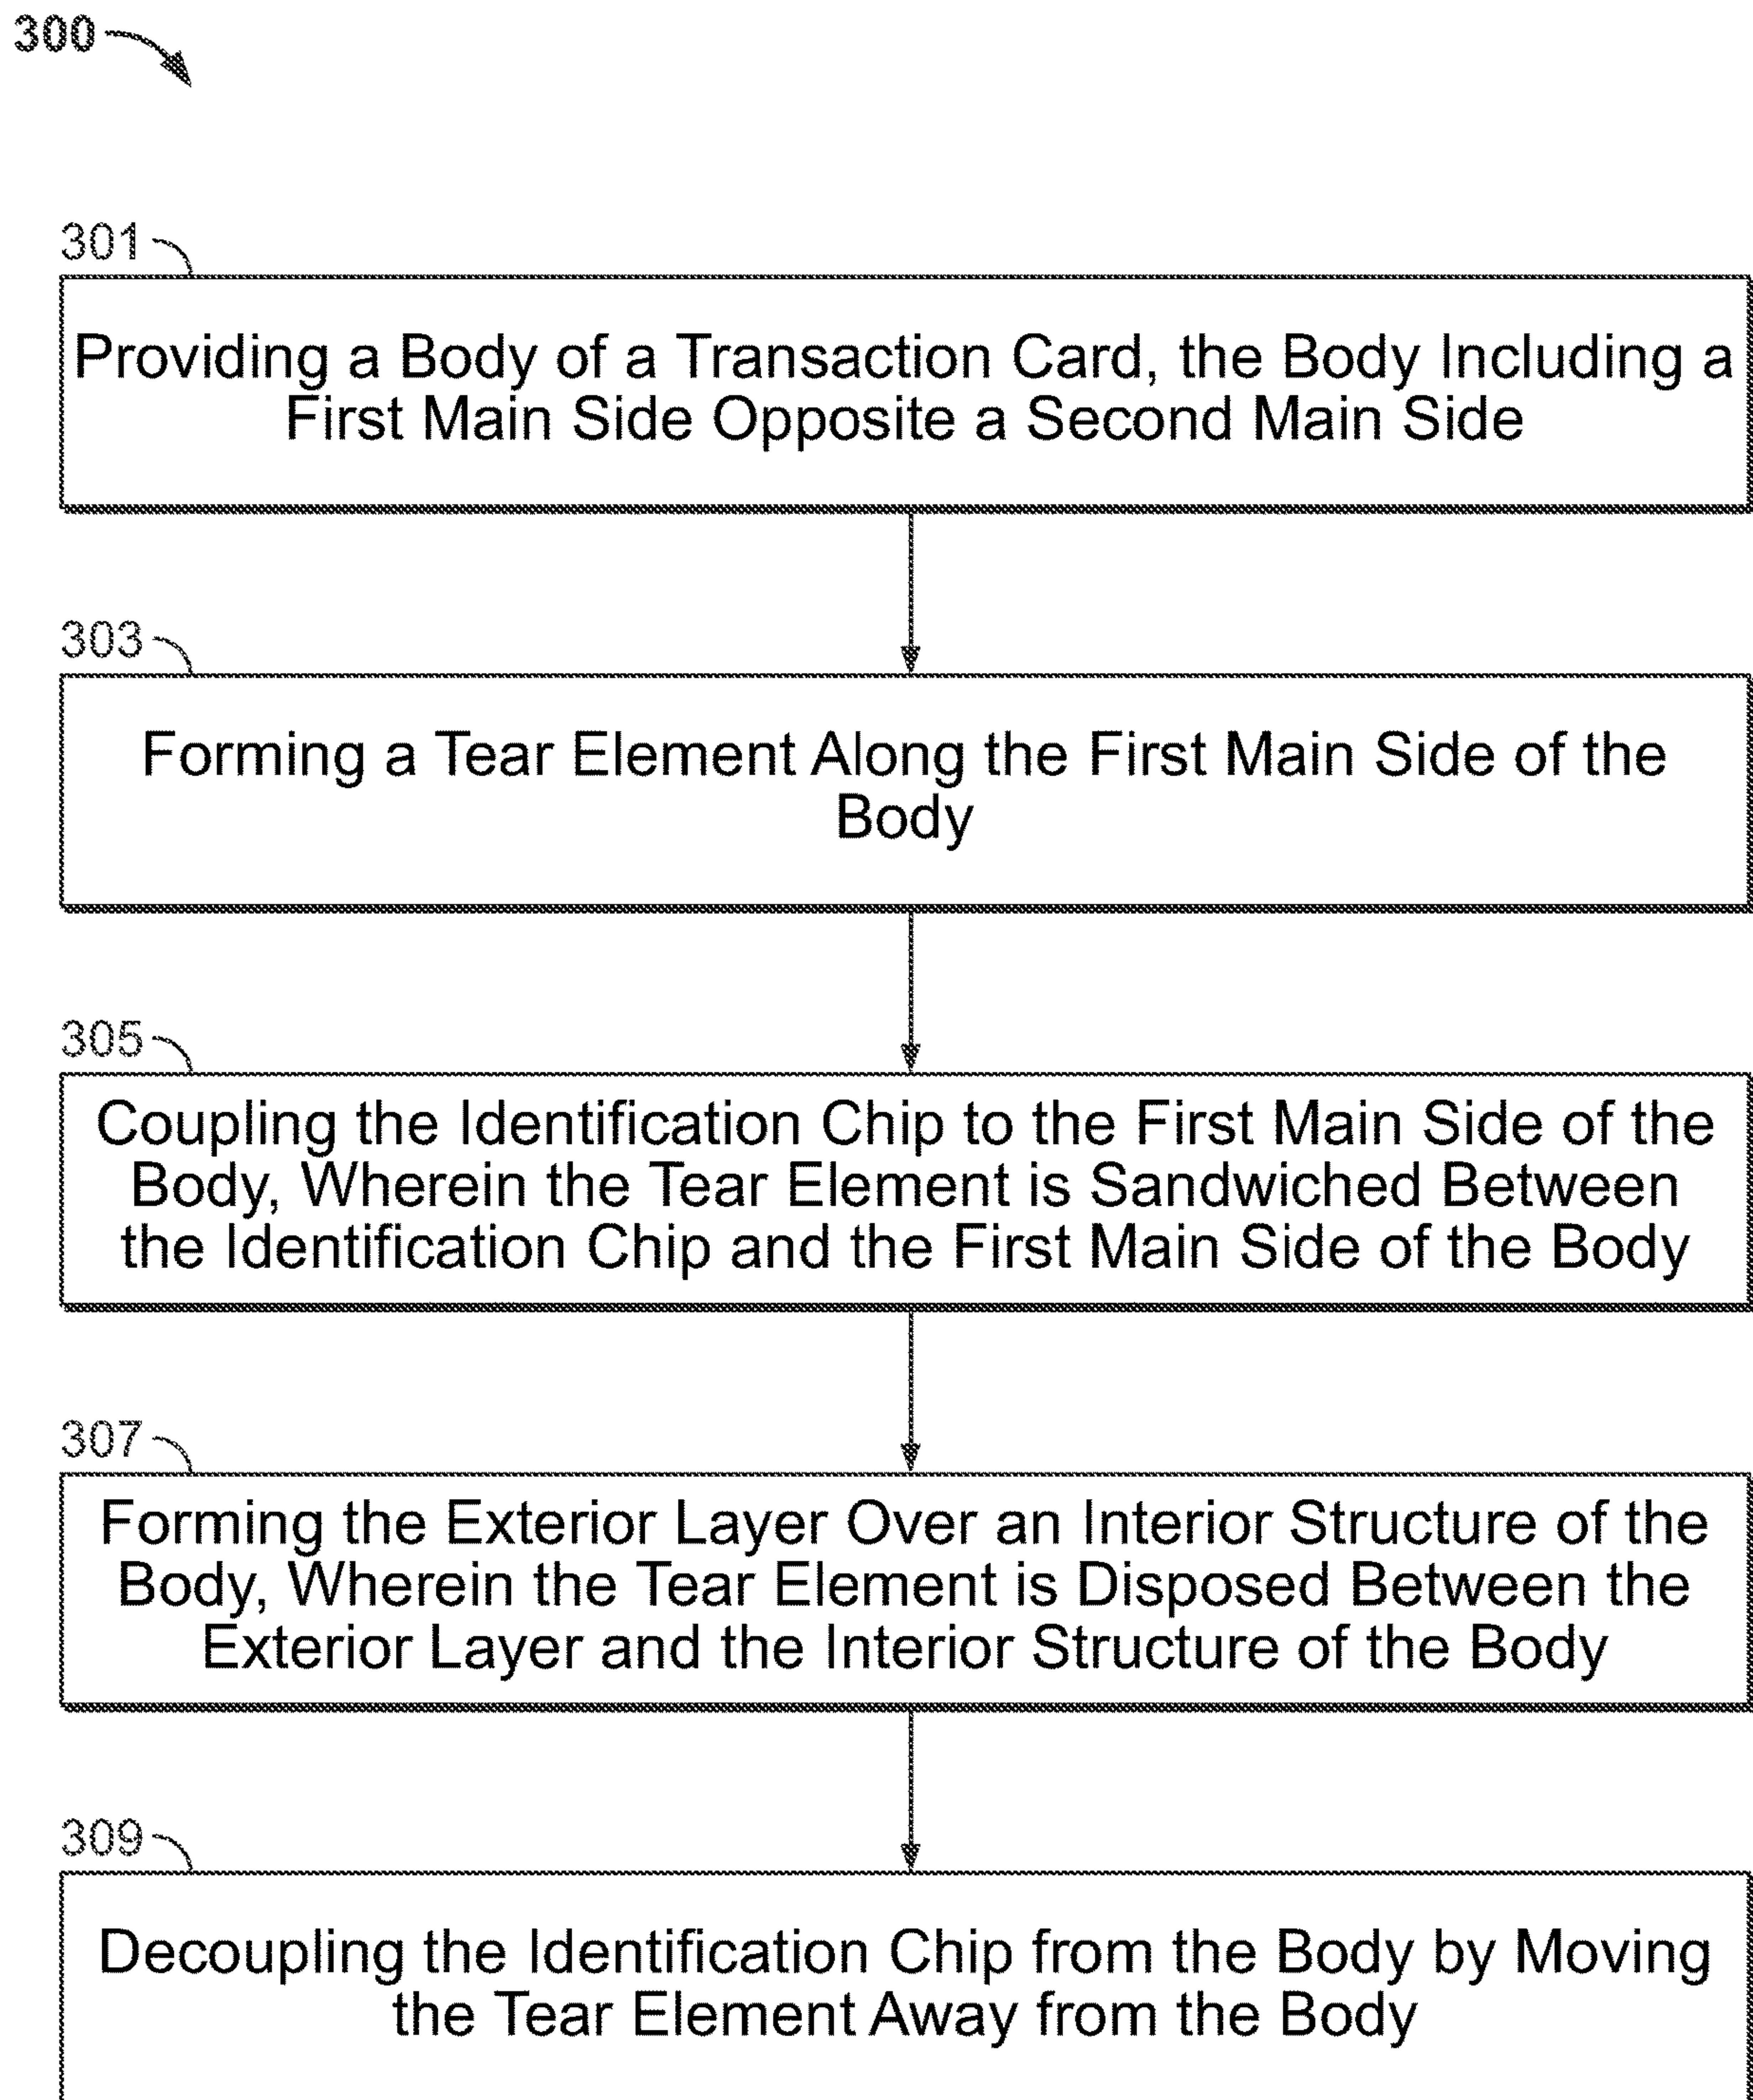 300
301
Providing a Body of a Transaction Card, the Body Including a
First Main Side Opposite a Second Main Side
303
Forming a Tear Element Along the First Main Side of the
Body
305
Coupling the Identification Chip to the First Main Side of the
Body, Wherein the Tear Element is Sandwiched Between
the Identification Chip and the First Main Side of the Body
307
Forming the Exterior Layer Over an Interior Structure of the
Body, Wherein the Tear Element is Disposed Between the
Exterior Layer and the Interior Structure of the Body
309
Decoupling the Identification Chip from the Body by Moving
the Tear Element Away from the Body